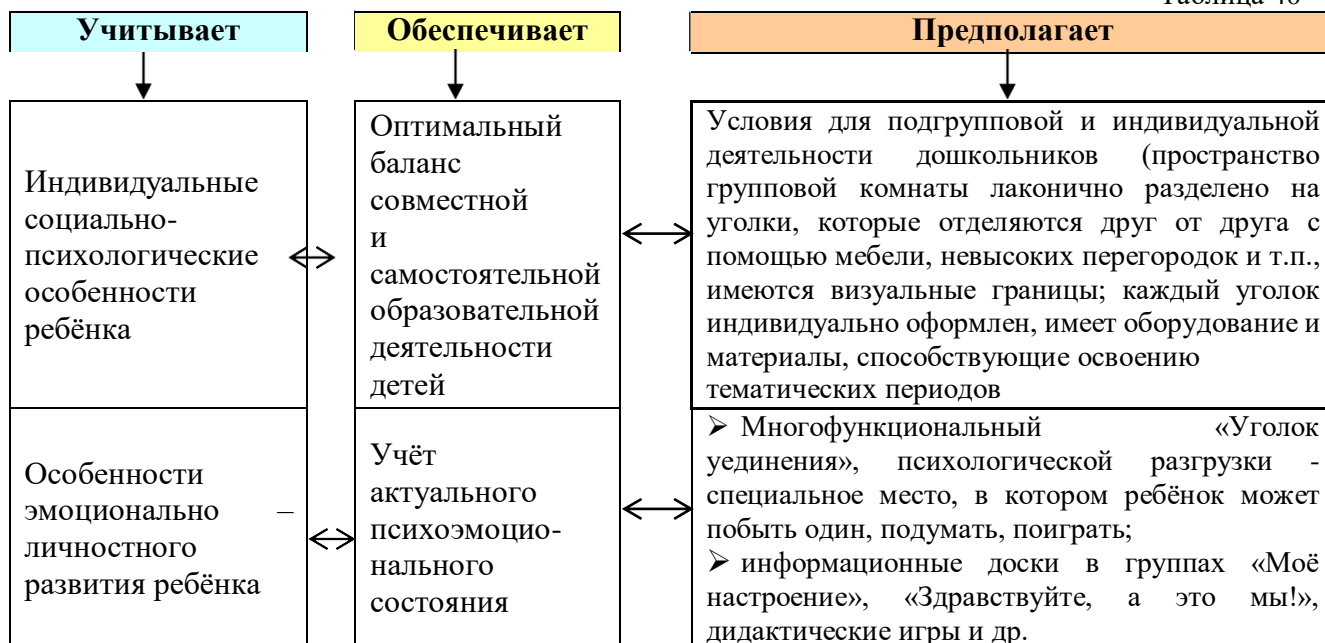 Учитывает
Обеспечивает
Предполагает
Индивидуальные
социально-
психологические
особенности
ребёнка
Оптимальный
баланс
совместной
и
самостоятельной
образовательной
деятельности
детей
Условия для подгрупповой и индивидуальной
деятельности дошкольников (пространство
групповой комнаты лаконично разделено на
уголки, которые отделяются друг от друга с
помощью мебели, невысоких перегородок и т.п.,
имеются визуальные границы; каждый уголок
индивидуально оформлен, имеет оборудование и
материалы, способствующие освоению
тематических периодов
Особенности
эмоционально –
личностного
развития ребёнка
Учёт
актуального
психоэмоцио-
нального
состояния
➢ Многофункциональный «Уголок
уединения», психологической разгрузки -
специальное место, в котором ребёнок может
побыть один, подумать, поиграть;
➢ информационные доски в группах «Моё
настроение», «Здравствуйте, а это мы!»,
дидактические игры и др.